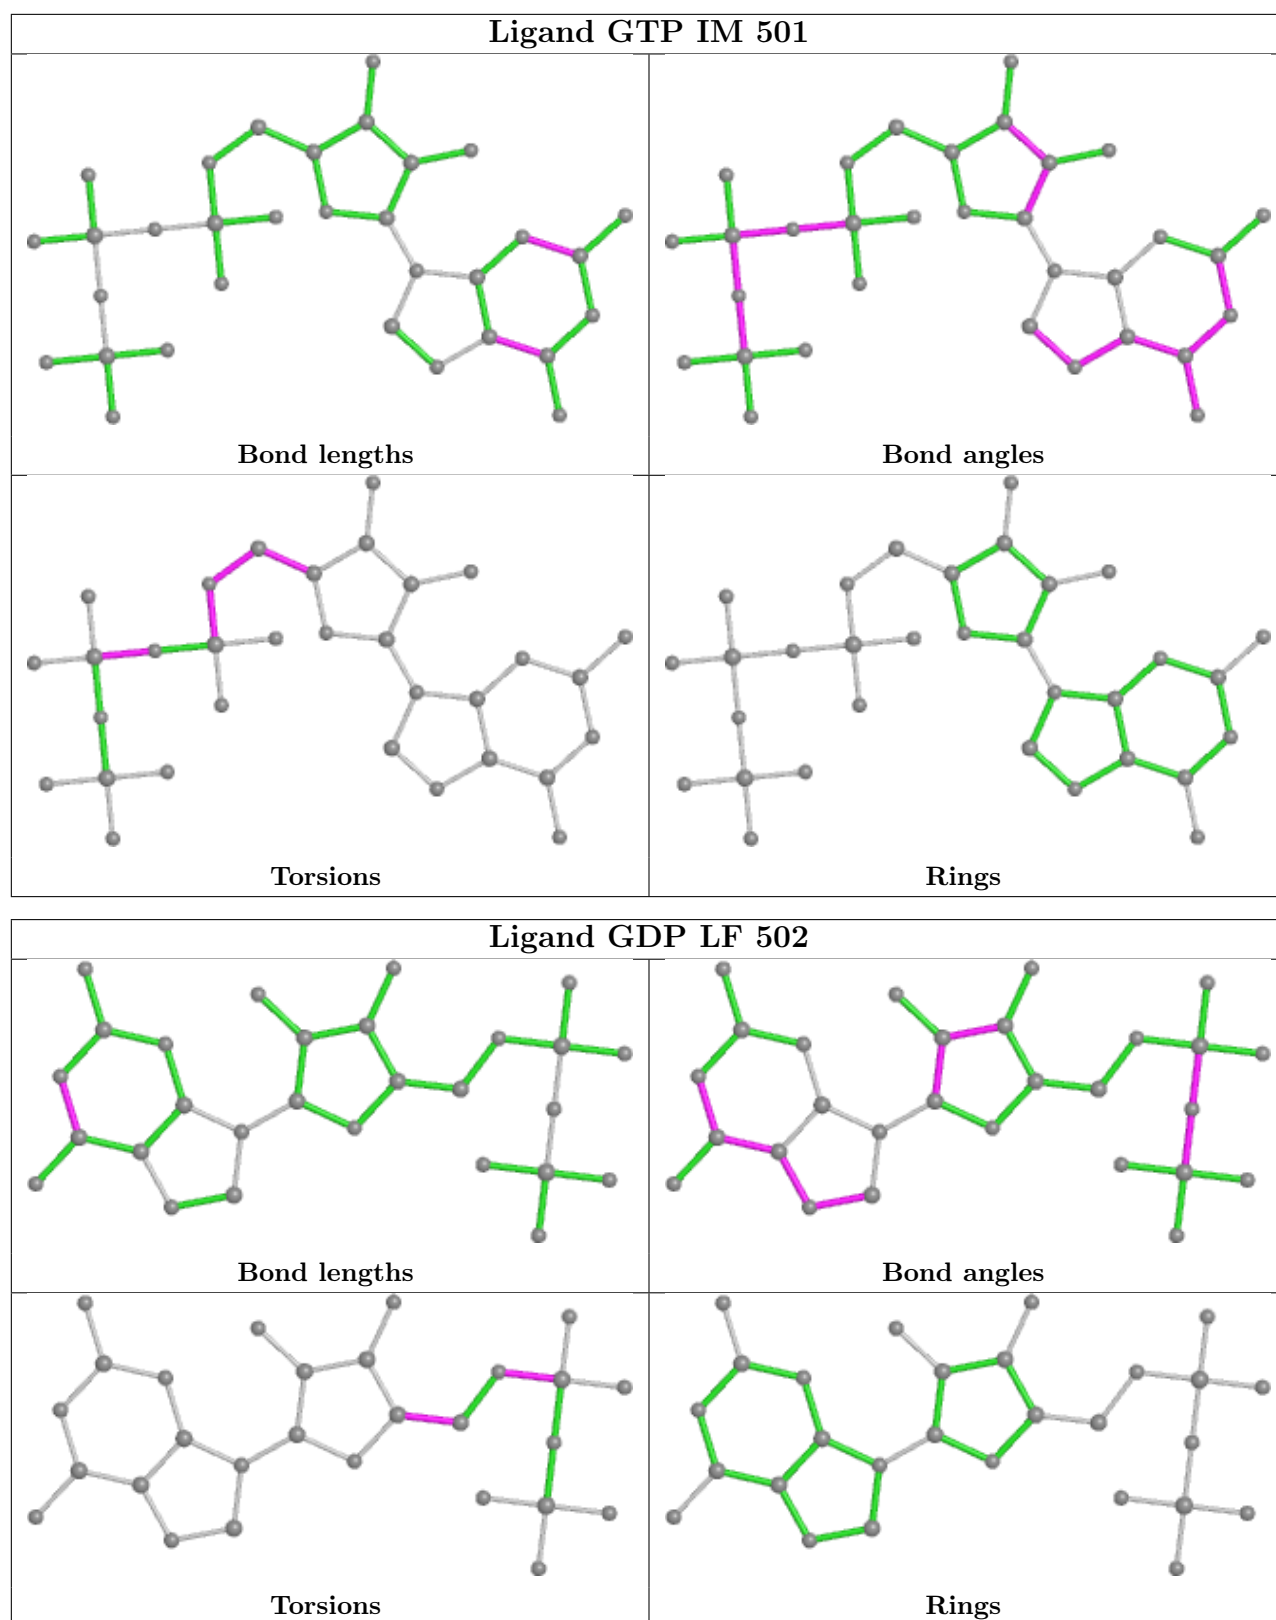 Ligand GTP IM 501
Bond lengths
Bond angles
Torsions
Rings
Ligand GDP LF 502
Bond lengths
Bond angles
Torsions
Rings